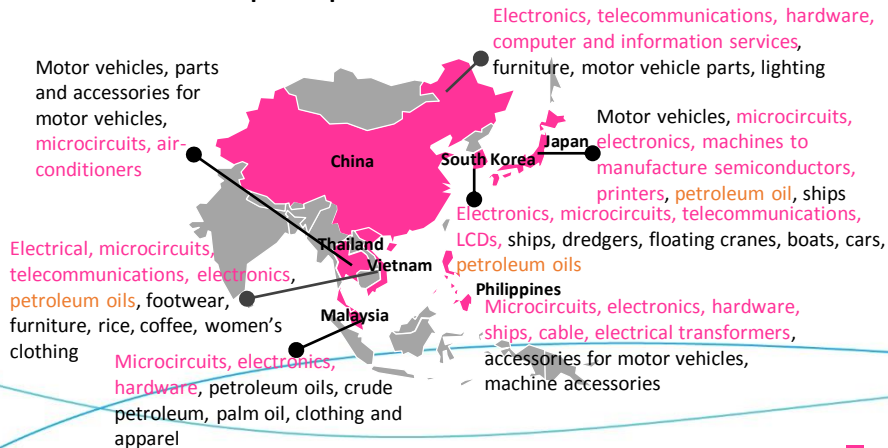 Electronics, telecommunications, hardware,
computer and information services,
furniture, motor vehicle parts, lighting
Motor vehicles, parts
and accessories for
motor vehicles,
microcircuits, air-
conditioners
Motor vehicles, microcircuits,
electronics, machines to
manufacture semiconductors,
printers, petroleum oil, ships
Japan
China
South Korea
Electronics, microcircuits, telecommunications,
LCDs, ships, dredgers, floating cranes, boats, cars,
petroleum oils
Thailand
Vietnam
Electrical, microcircuits,
telecommunications, electronics,
petroleum oils, footwear,
furniture, rice, coffee, women's
clothing
Philippines
Microcircuits, electronics, hardware,
ships, cable, electrical transformers,
accessories for motor vehicles,
machine accessories
Malaysia
Microcircuits, electronics,
hardware, petroleum oils, crude
petroleum, palm oil, clothing and
apparel